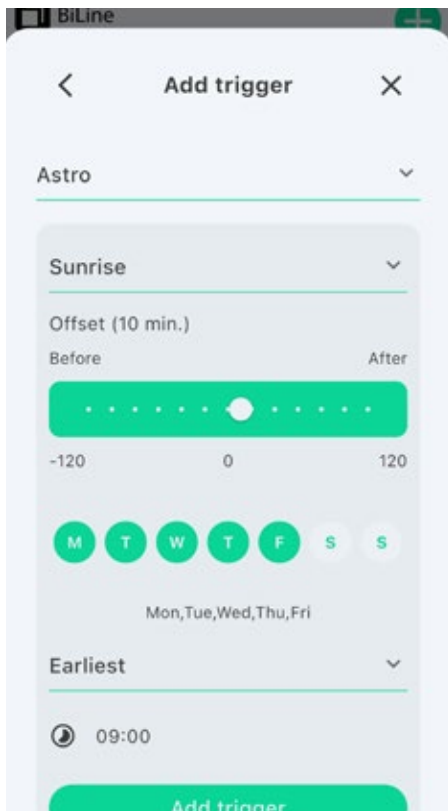 BiLine
Add trigger
Astro
Sunrise
Offset (10 min.)
Before After
-120 0 120
M T W T F S S
Mon,Tue,Wed,Thu,Fri
Earliest
09:00
Add trigger